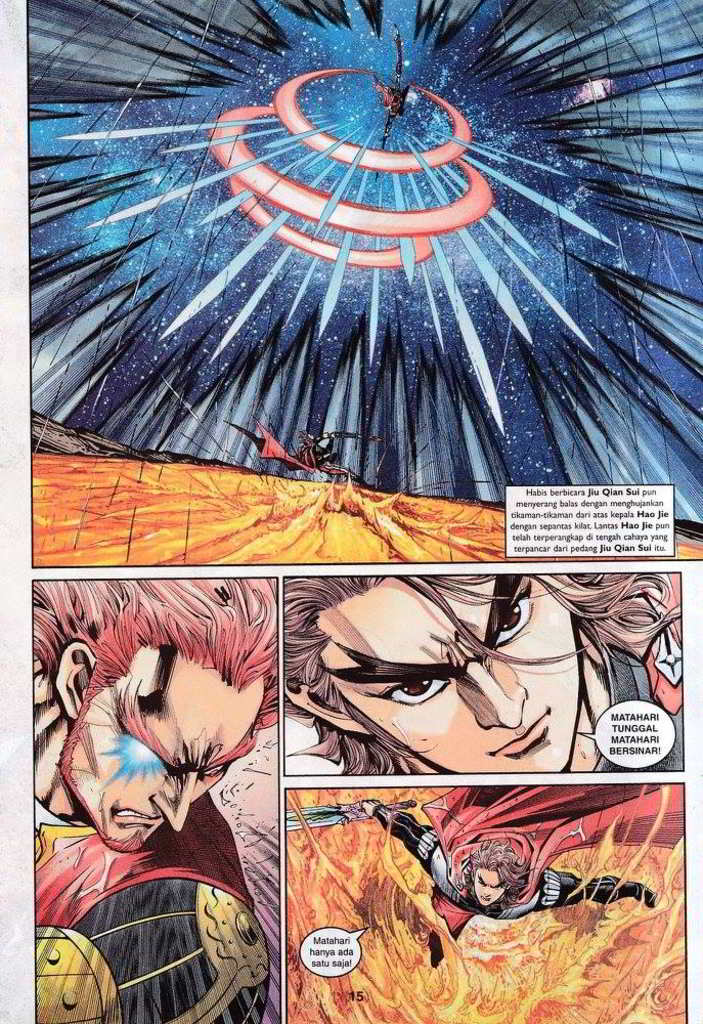 Habis berbicara Jiu Qian Sui pun
menyerang balas dengan menghujankan
tikaman-tikaman dari atas kepala Hao Jie
dengan sepantas kilat. Lantas Hao Jie pun
telah terperangkap di tengah cahaya yang
terpancar dari pedang Jiu Qian Sui itu.
MATAHARI
TUNGGAL
MATAHARI
BERSINAR!
Matahari
hanya ada
satu saja!
15